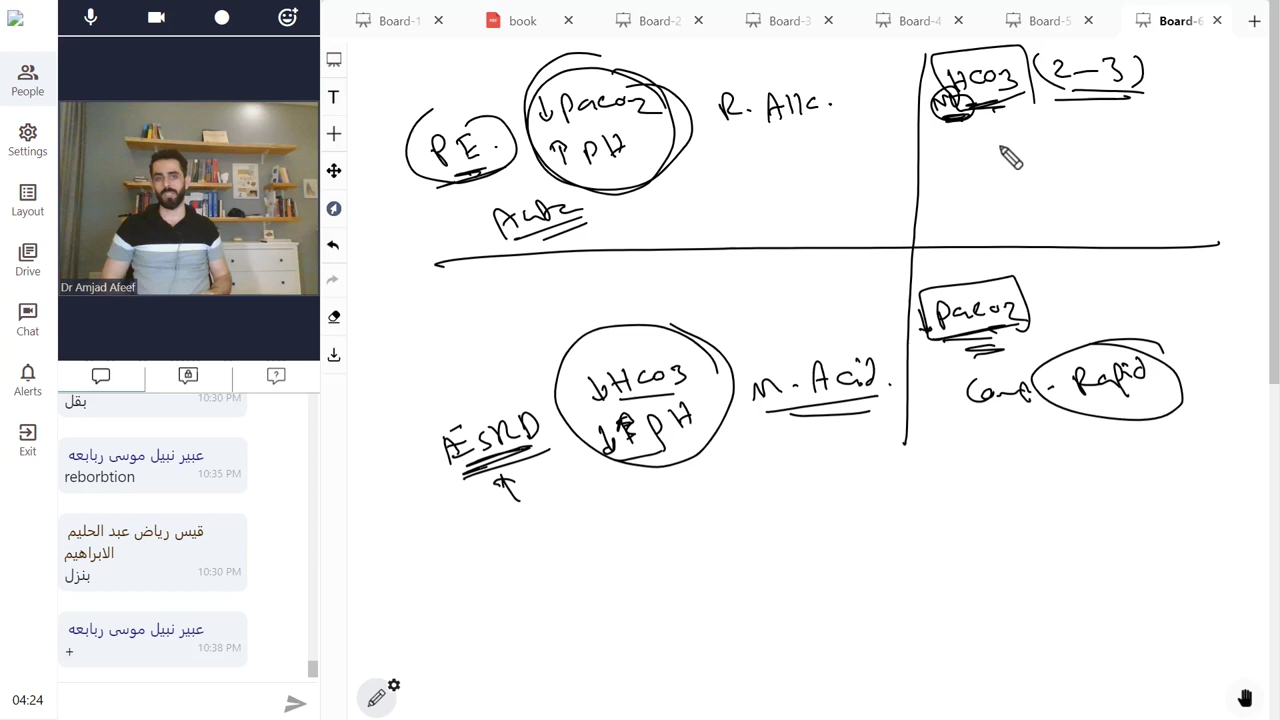 Board-1
book
Board-2
Board-3
Board-4
Board-5
Board-6
People
Settings
Layout
Drive
Chat
Alerts
Exit
04:24
Dr Amjad Afeef
بقل
10:30 PM
عبير نبيل موسى ربابعه
reborbtion
10:35 PM
قيس رياض عبد الحليم
الابراهيم
بنزل
10:30 PM
عبير نبيل موسى ربابعه
+
10:38 PM
T
PE.
↓ Paco2
↑ PH
R. Alk.
HCO3 (2-3)
↓ HCO3
↓ PH
M. Acid.
ESRD
↓ Paco2
Comp - Rapid